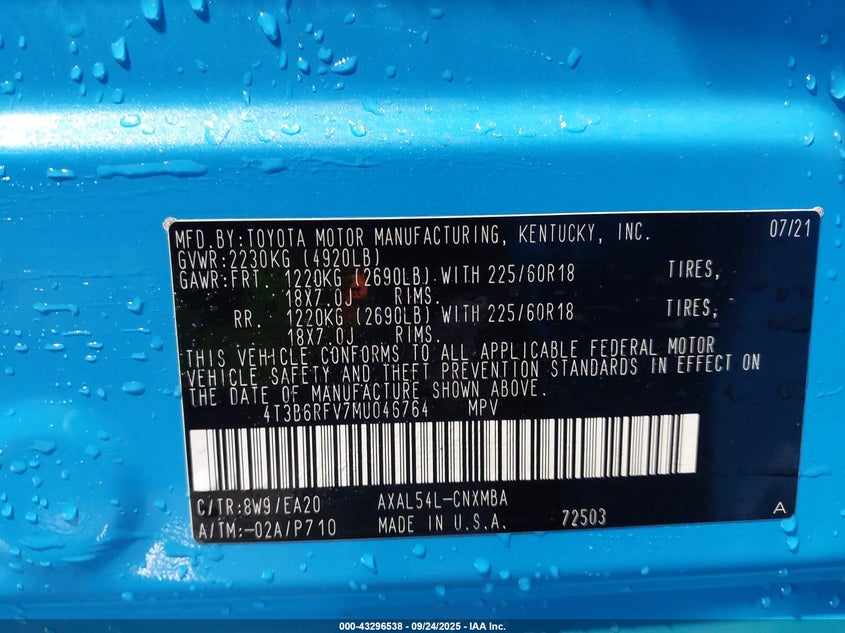 MFD.BY:TOYOTA MOTOR MANUFACTURING, KENTUCKY, INC. 07/21
GVWR:2230KG (4920LB)
GAWR:FRT. 1220KG (2690LB) WITH 225/60R18 TIRES,
18X7.0J RIMS.
RR. 1220KG (2690LB) WITH 225/60R18 TIRES,
18X7.0J RIMS.
THIS VEHICLE CONFORMS TO ALL APPLICABLE FEDERAL MOTOR
VEHICLE SAFETY AND THEFT PREVENTION STANDARDS IN EFFECT ON
THE DATE OF MANUFACTURE SHOWN ABOVE.
4T3B6RFV7MU046764 MPV
C/TR:8W9/EA20 AXAL54L-CNXMBA
A/TM:-02A/P710 MADE IN U.S.A. 72503 A
000-43296538 - 09/24/2025 - IAA Inc.